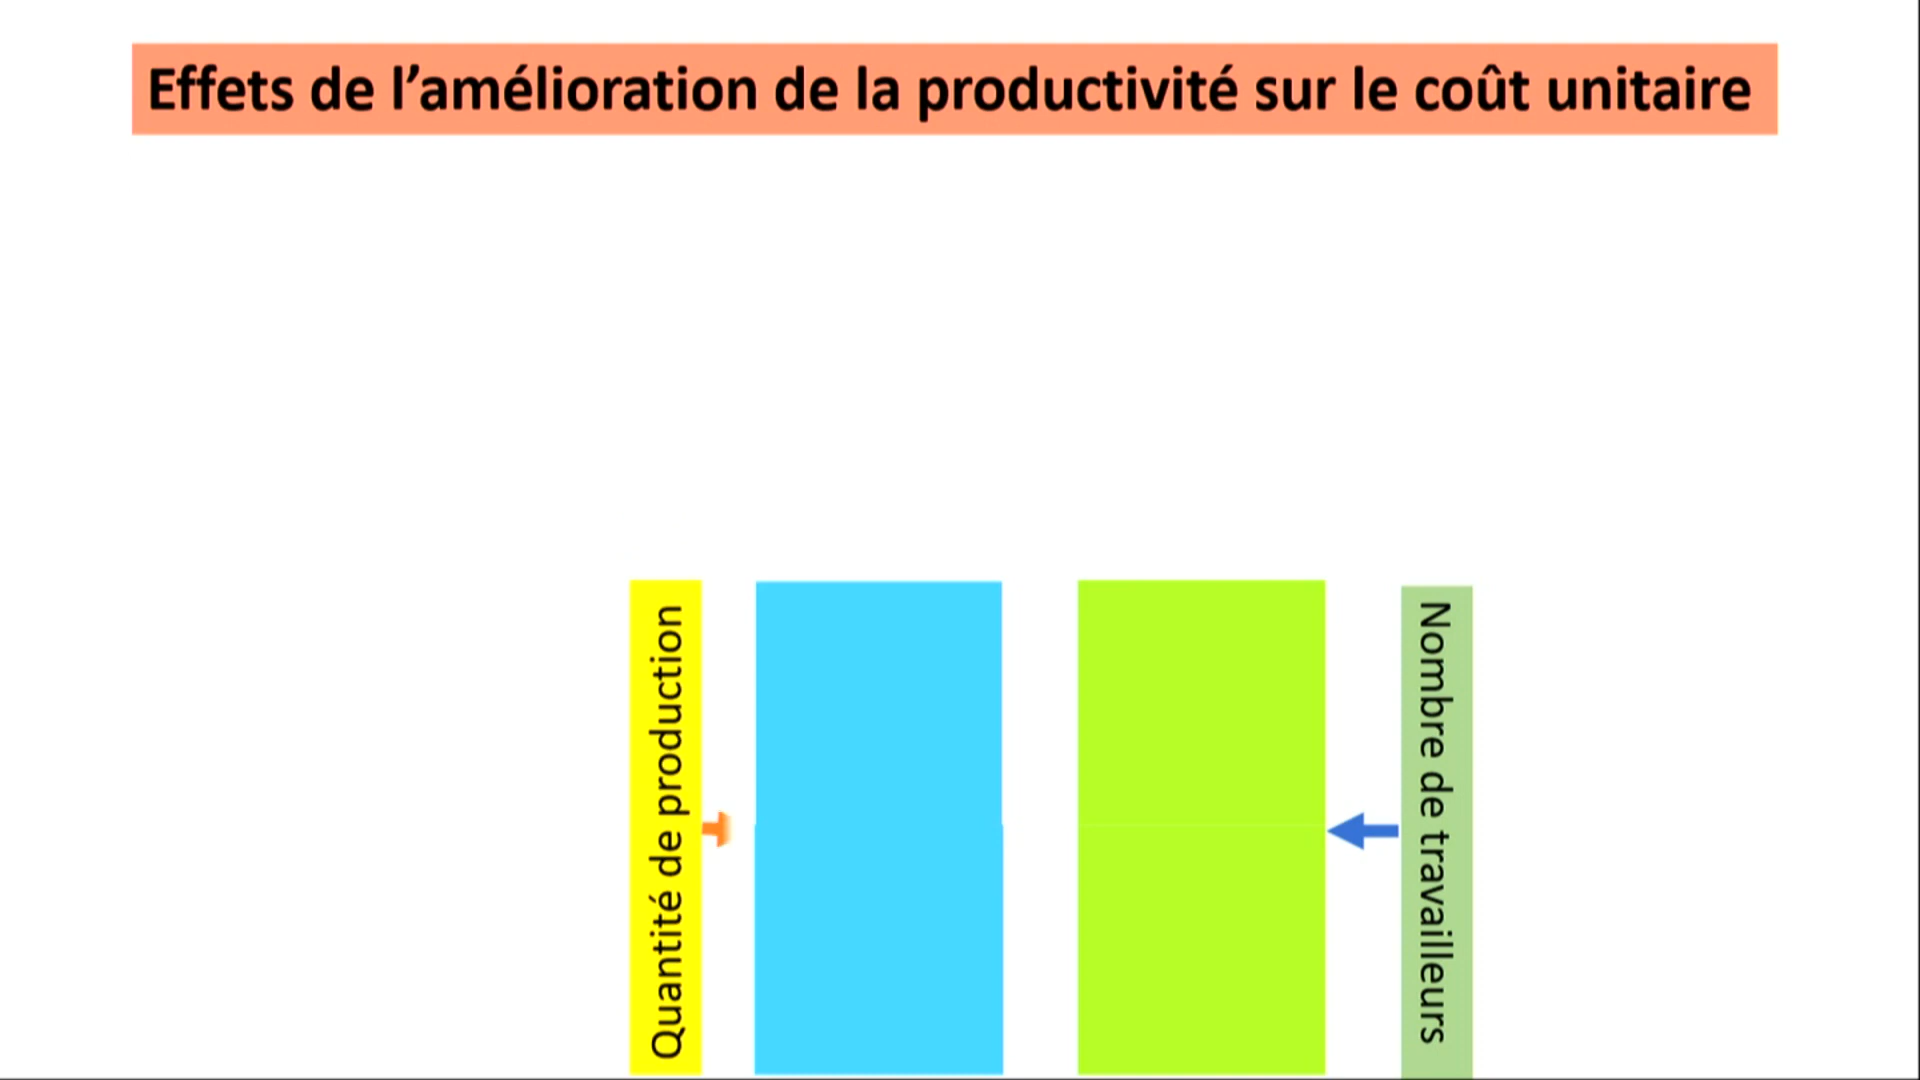 Effets de l’amélioration de la productivité sur le coût unitaire
Quantité de production
Nombre de travailleurs